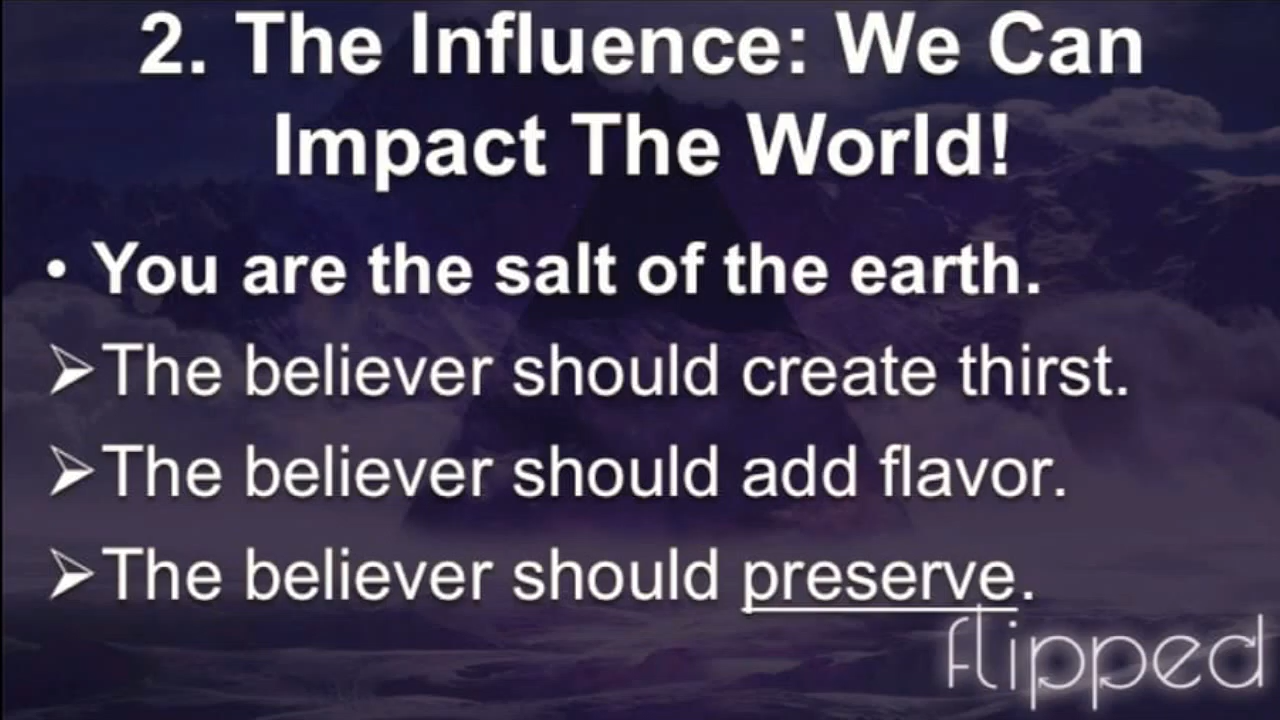 2. The Influence: We Can
Impact The World!
• You are the salt of the earth.
➢The believer should create thirst.
➢The believer should add flavor.
➢The believer should preserve.
flipped